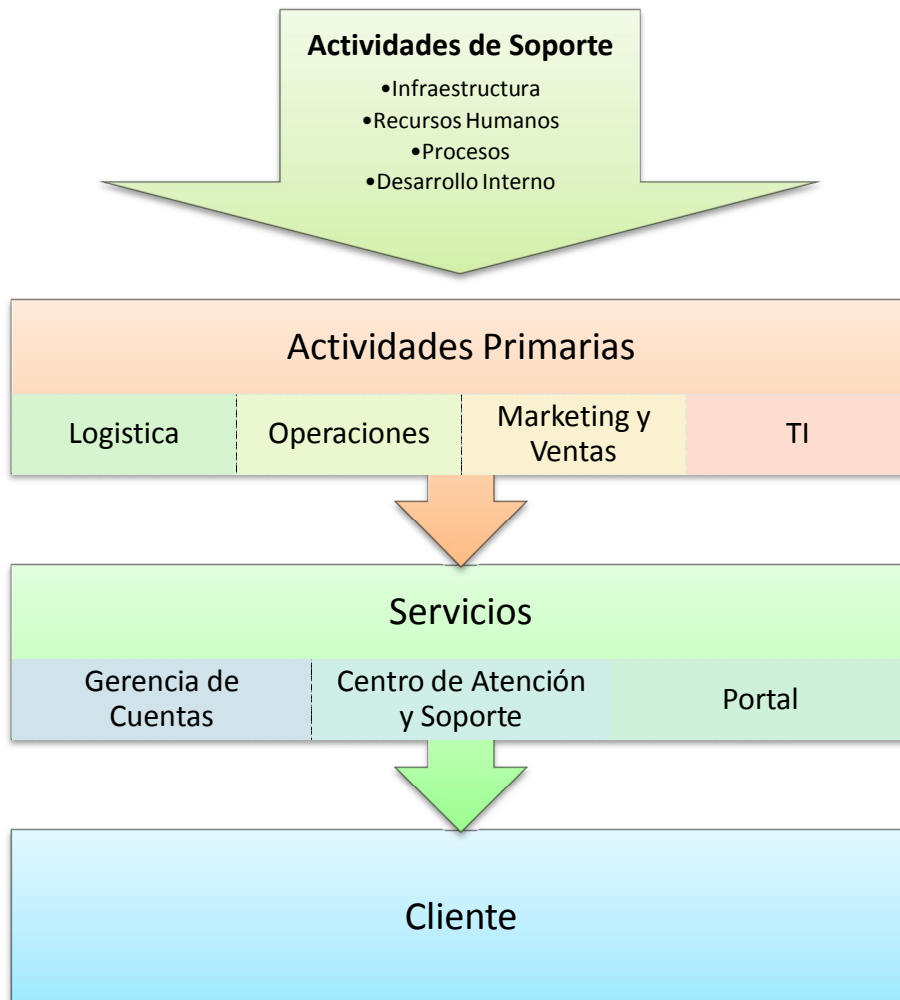 Actividades de Soporte
•Infraestructura
•Recursos Humanos
•Procesos
•Desarrollo Interno
Actividades Primarias
Logistica
Operaciones
Marketing y
Ventas
TI
Servicios
Gerencia de
Cuentas
Centro de Atención
y Soporte
Portal
Cliente